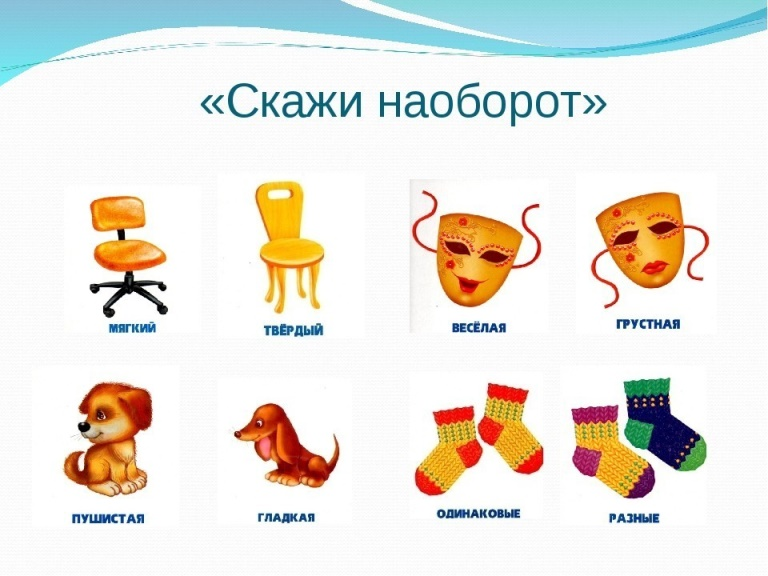 «Скажи наоборот»
МЯГКИЙ
ТВЁРДЫЙ
ВЕСЁЛАЯ
ГРУСТНАЯ
ПУШИСТАЯ
ГЛАДКАЯ
ОДИНАКОВЫЕ
РАЗНЫЕ